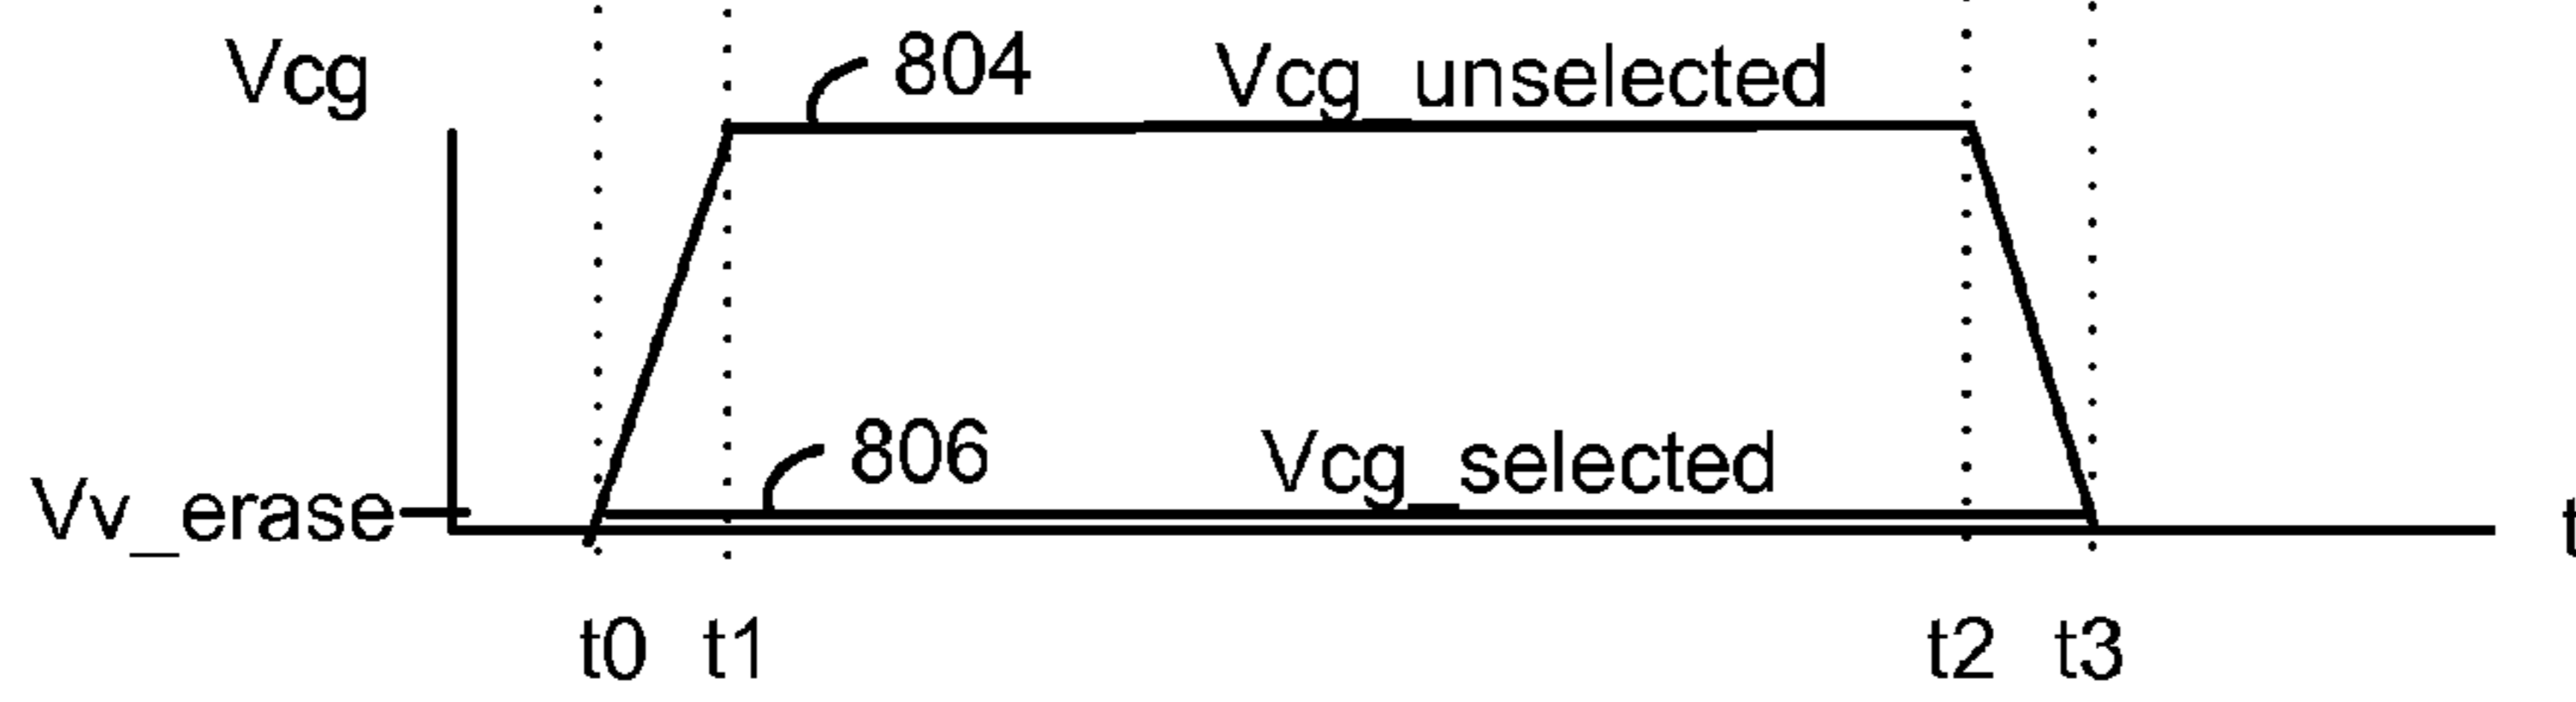 Vcg
804
Vcg_unselected
806
Vcg_selected
Vv_erase
t
t0 t1 t2 t3